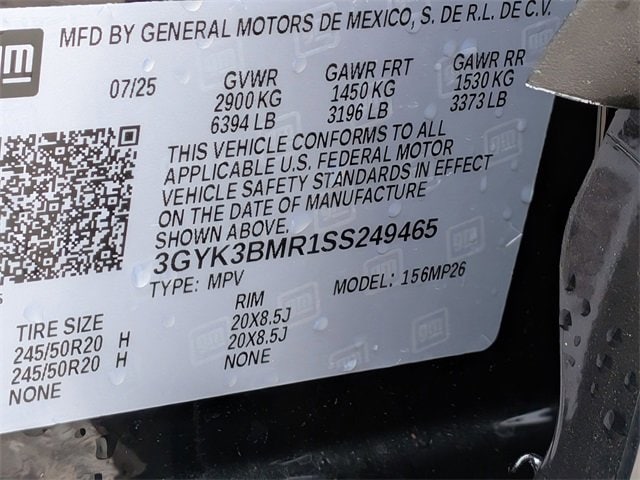 gm
MFD BY GENERAL MOTORS DE MEXICO, S. DE R.L. DE C.V.
07/25
GVWR GAWR FRT GAWR RR
2900 KG 1450 KG 1530 KG
6394 LB 3196 LB 3373 LB
THIS VEHICLE CONFORMS TO ALL
APPLICABLE U.S. FEDERAL MOTOR
VEHICLE SAFETY STANDARDS IN EFFECT
ON THE DATE OF MANUFACTURE
SHOWN ABOVE.
3GYK3BMR1SS249465
TYPE: MPV MODEL: 156MP26
TIRE SIZE RIM
245/50R20 H 20X8.5J
245/50R20 H 20X8.5J
NONE NONE